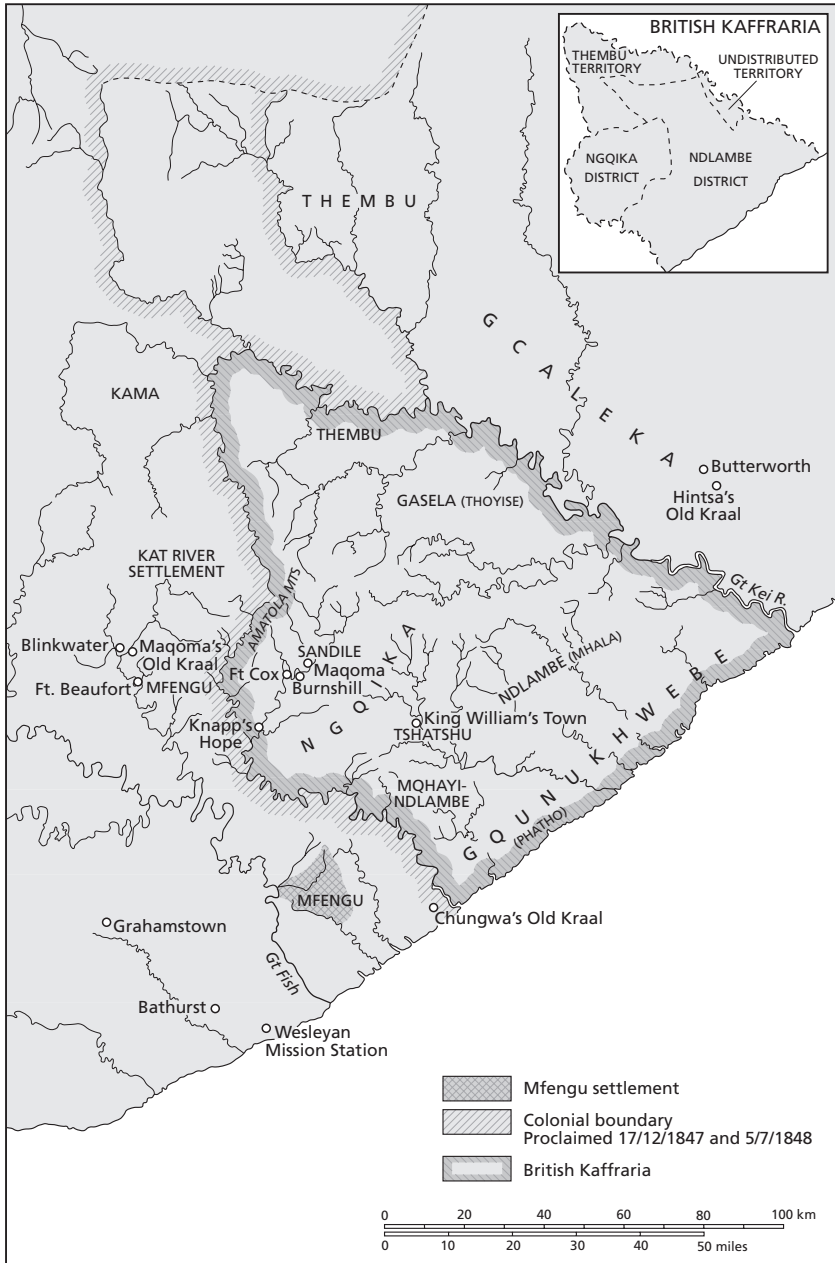 BRITISH KAFFRARIA
THEMBU
TERRITORY
UNDISTRIBUTED
TERRITORY
NGQIKA
DISTRICT
NDLAMBE
DISTRICT
THEMBU
GCALEKA
KAMA
THEMBU
GASELA (THOYISE)
Butterworth
Hintsa's
Old Kraal
KAT RIVER
SETTLEMENT
Gt Kei R.
AMATOLA MTS
Blinkwater
Maqoma's
Old Kraal
Ft. Beaufort
MFENGU
SANDILE
Ft Cox
Maqoma
Burnshill
NGQIKA
NDLAMBE (MHALA)
Knapp's
Hope
King William's Town
TSHATSHU
MQHAYI-
NDLAMBE
GQUNUKHWEBE
(PHATHO)
MFENGU
Chungwa's Old Kraal
Grahamstown
Gt Fish
Bathurst
Wesleyan
Mission Station
Mfengu settlement
Colonial boundary
Proclaimed 17/12/1847 and 5/7/1848
British Kaffraria
0 20 40 60 80 100 km
0 10 20 30 40 50 miles